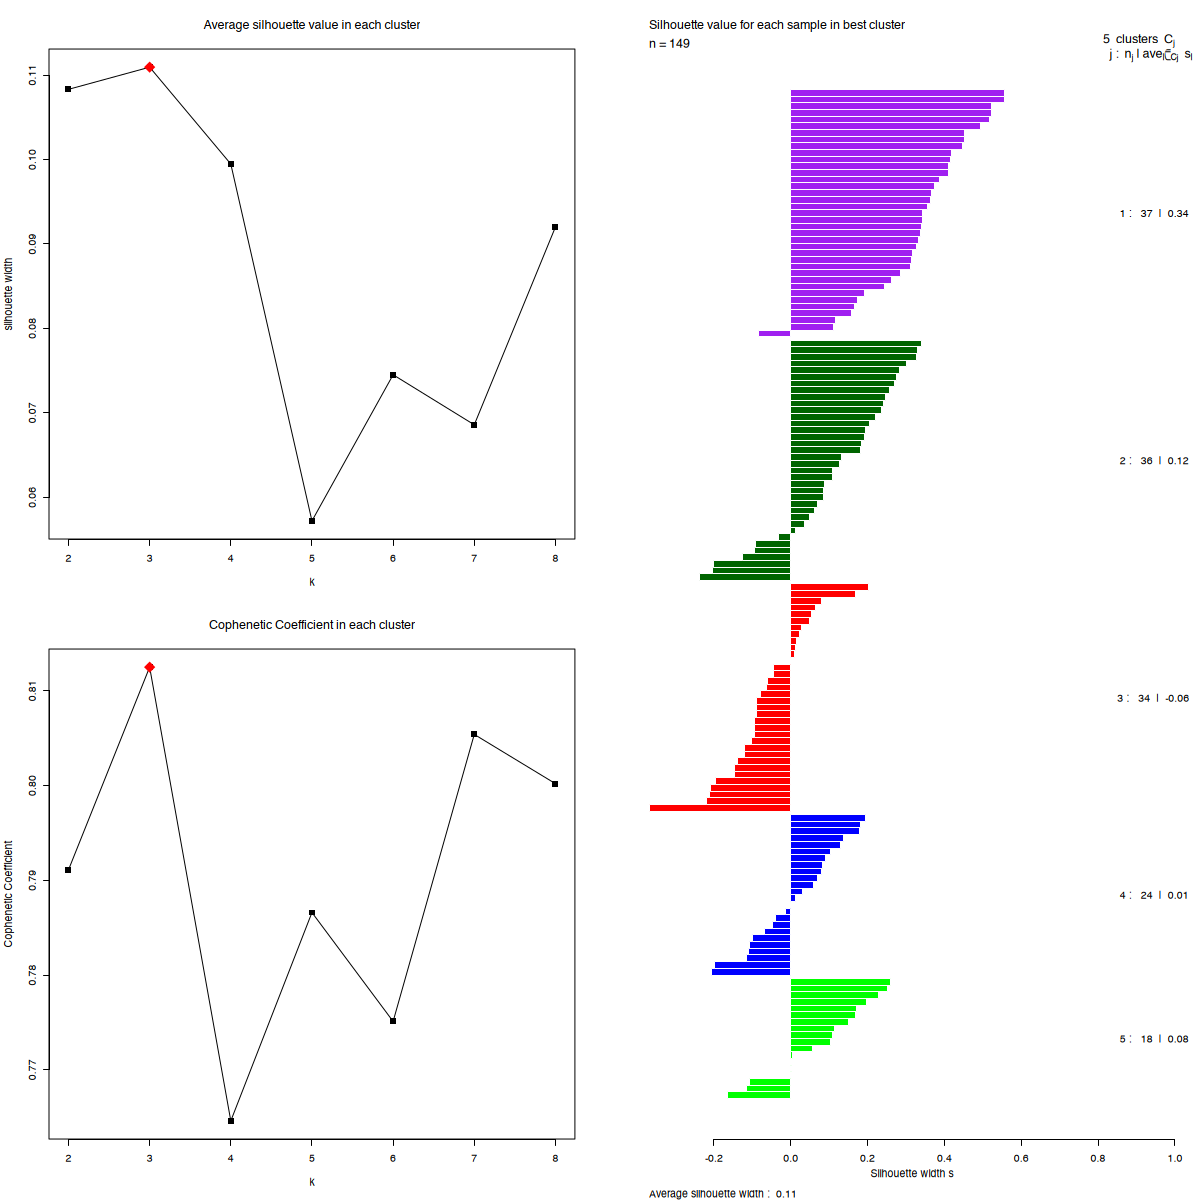 Average silhouette value in each cluster
0.11
0.10
0.09
0.08
0.07
0.06
silhouette width
2 3 4 5 6 7 8
k
Cophenetic Coefficient in each cluster
0.81
0.80
0.79
0.78
0.77
Cophenetic Coefficient
2 3 4 5 6 7 8
k
Silhouette value for each sample in best cluster
n = 149
5 clusters Cj
j : nj | avei∈Cj si
1 : 37 | 0.34
2 : 36 | 0.12
3 : 34 | -0.06
4 : 24 | 0.01
5 : 18 | 0.08
-0.2 0.0 0.2 0.4 0.6 0.8 1.0
Silhouette width s
Average silhouette width : 0.11